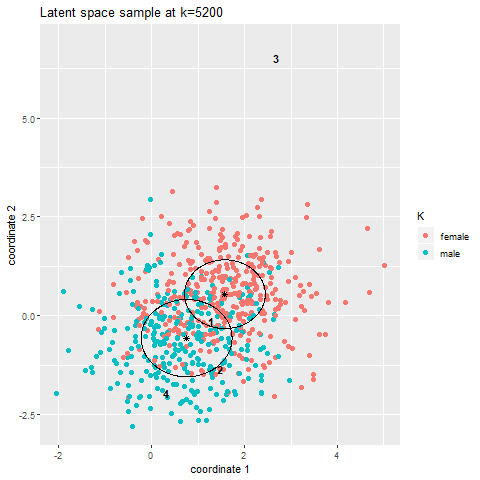 Latent space sample at k=5200
3
5.0
2.5
0.0
-2.5
coordinate 2
1
2
4
-2
0
2
4
coordinate 1
K
female
male